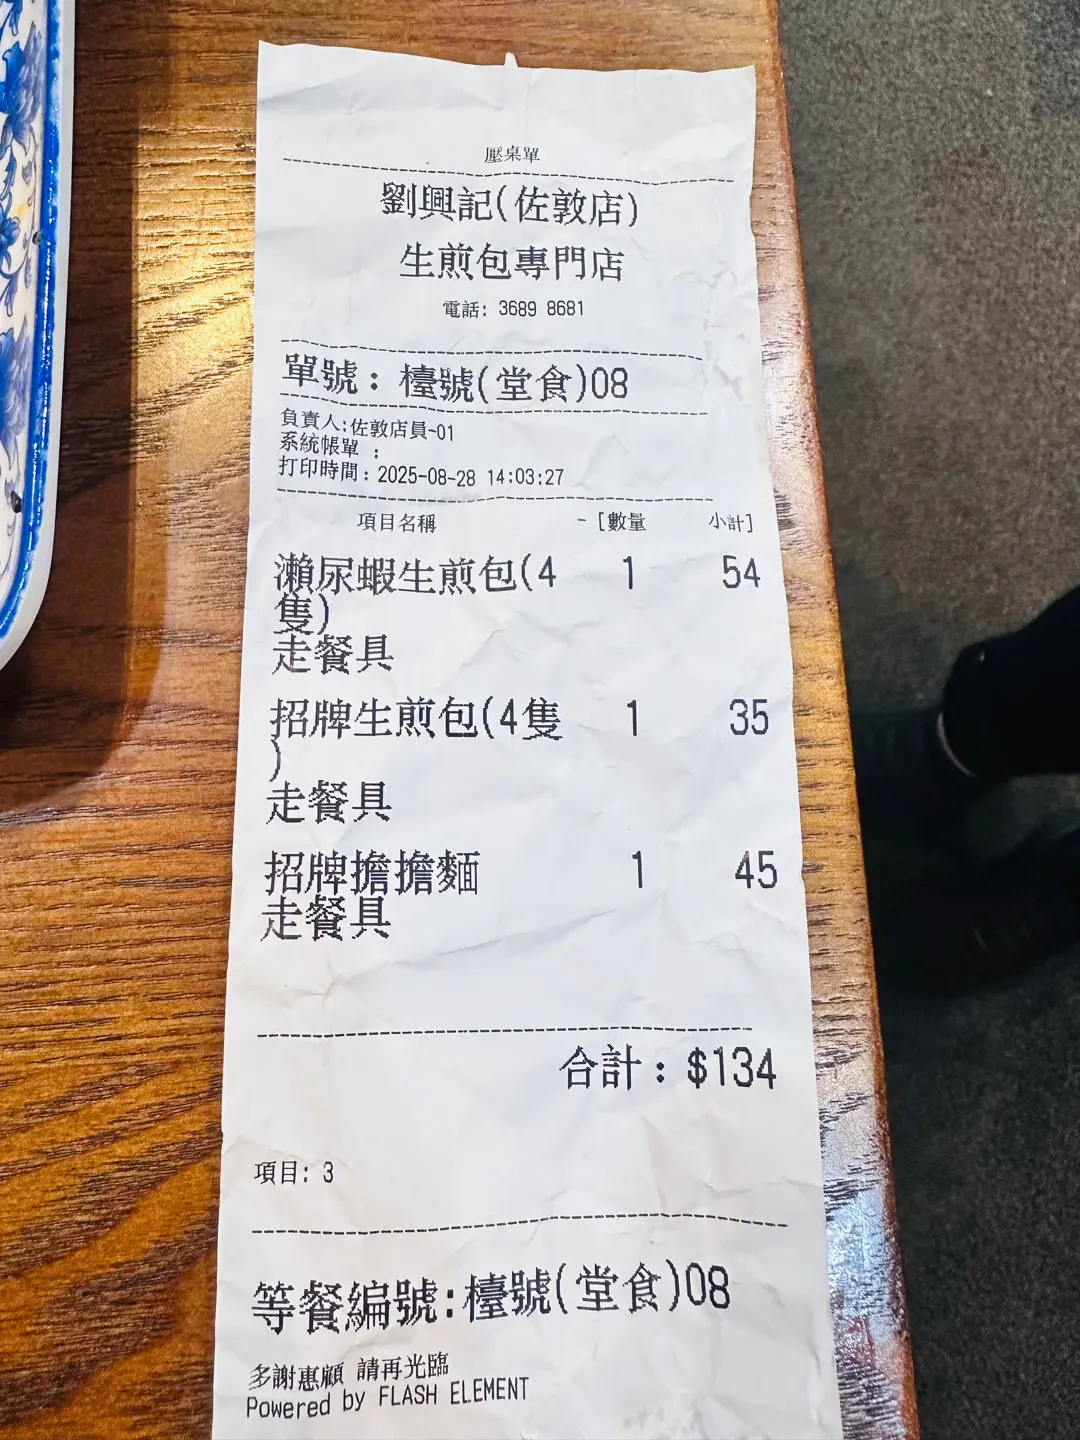 壓桌單
劉興記(佐敦店)
生煎包專門店
電話: 3689 8681
單號: 檯號(堂食)08
負責人:佐敦店員-01
系統帳單 :
打印時間: 2025-08-28 14:03:27
項目名稱 - [數量 小計]
瀨尿蝦生煎包(4 1 54
隻)
走餐具
招牌生煎包(4隻 1 35
)
走餐具
招牌擔擔麵 1 45
走餐具
合計: $134
項目: 3
等餐編號:檯號(堂食)08
多謝惠顧 請再光臨
Powered by FLASH ELEMENT